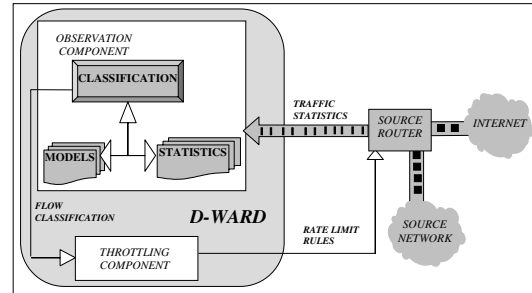 OBSERVATION
COMPONENT
CLASSIFICATION
MODELS
STATISTICS
FLOW
CLASSIFICATION
D-WARD
THROTTLING
COMPONENT
TRAFFIC
STATISTICS
SOURCE
ROUTER
INTERNET
RATE LIMIT
RULES
SOURCE
NETWORK